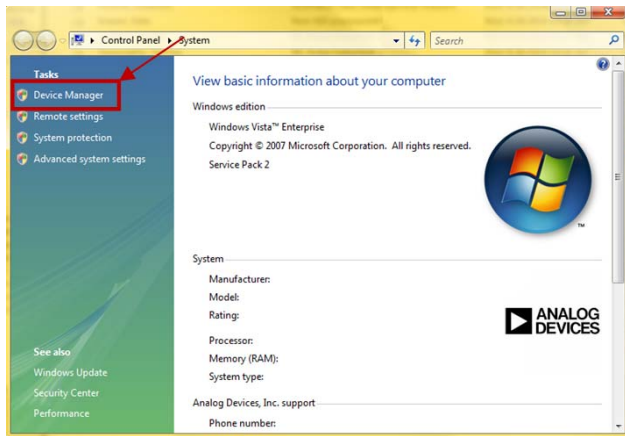 Control Panel ▸ System
Search
Tasks
Device Manager
Remote settings
System protection
Advanced system settings
See also
Windows Update
Security Center
Performance
View basic information about your computer
Windows edition
Windows Vista™ Enterprise
Copyright © 2007 Microsoft Corporation. All rights reserved.
Service Pack 2
TM
System
Manufacturer:
Model:
Rating:
Processor:
Memory (RAM):
System type:
ANALOG
DEVICES
Analog Devices, Inc. support
Phone number: